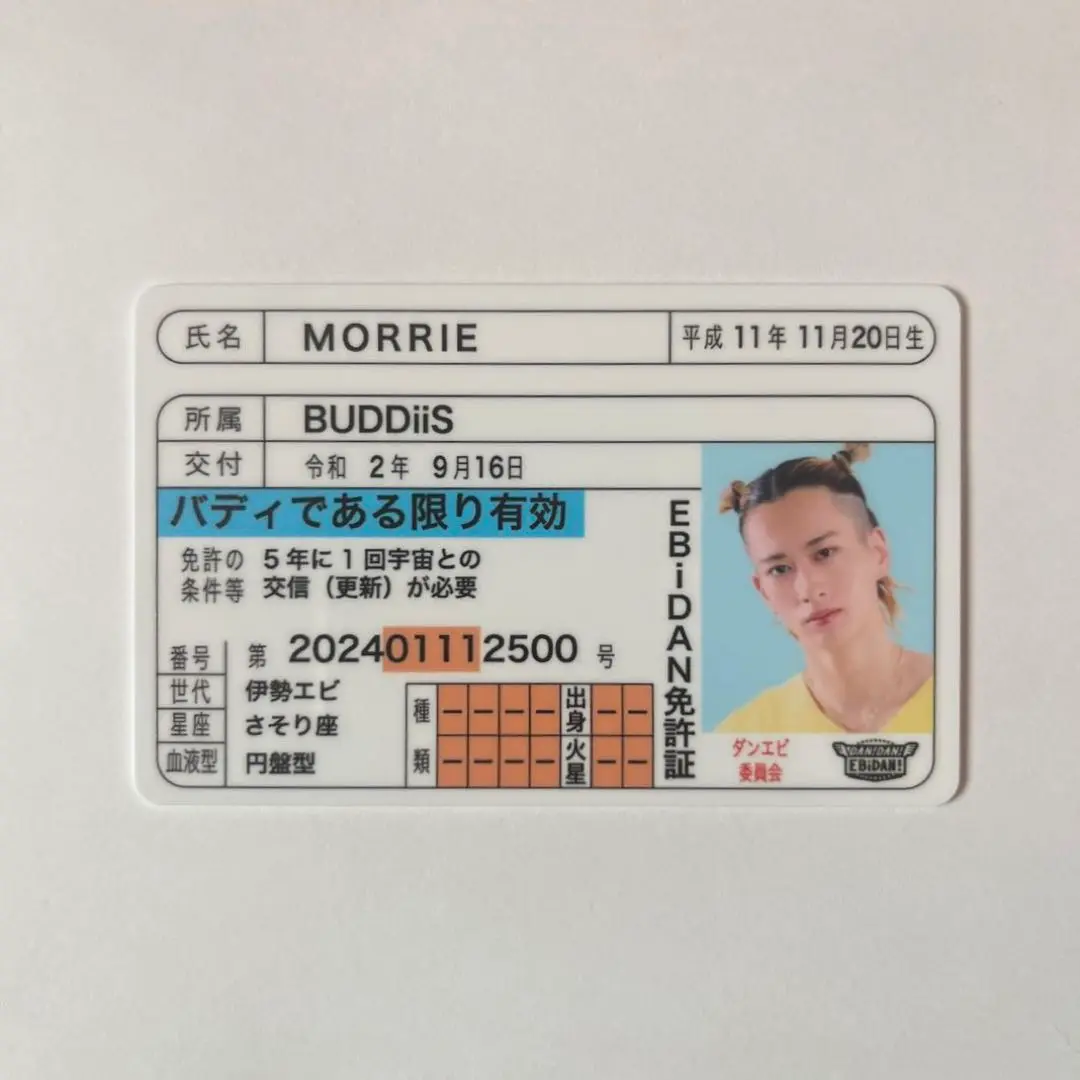 氏名 MORRIE 平成 11年 11月20日生
所属 BUDDiiS
交付 令和 2年 9月16日
バディである限り有効
免許の条件等 5年に1回宇宙との
交信（更新）が必要
番号 第 202401112500 号
世代 伊勢エビ
星座 さそり座
血液型 円盤型
種類 － － － － 出身 － －
－ － － － 火星 － －
EBiDAN免許証
ダンエビ
委員会
DAN!DAN!
EBiDAN!